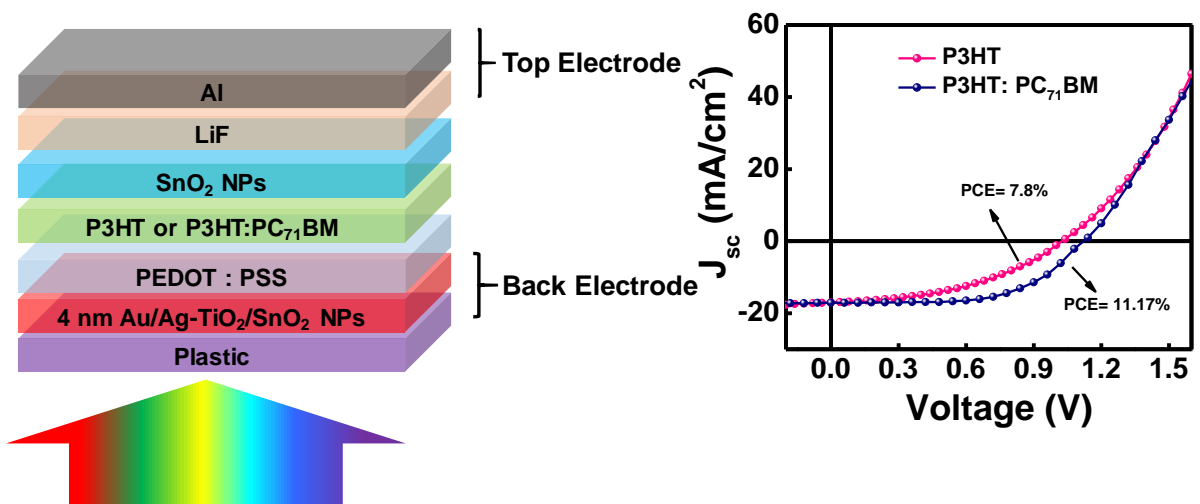 Al
LiF
SnO₂ NPs
P3HT or P3HT:PC₇₁BM
PEDOT : PSS
4 nm Au/Ag-TiO₂/SnO₂ NPs
Plastic
Top Electrode
Back Electrode
J_sc (mA/cm²)
60
40
20
0
-20
P3HT
P3HT: PC₇₁BM
PCE= 7.8%
PCE= 11.17%
0.0 0.3 0.6 0.9 1.2 1.5
Voltage (V)